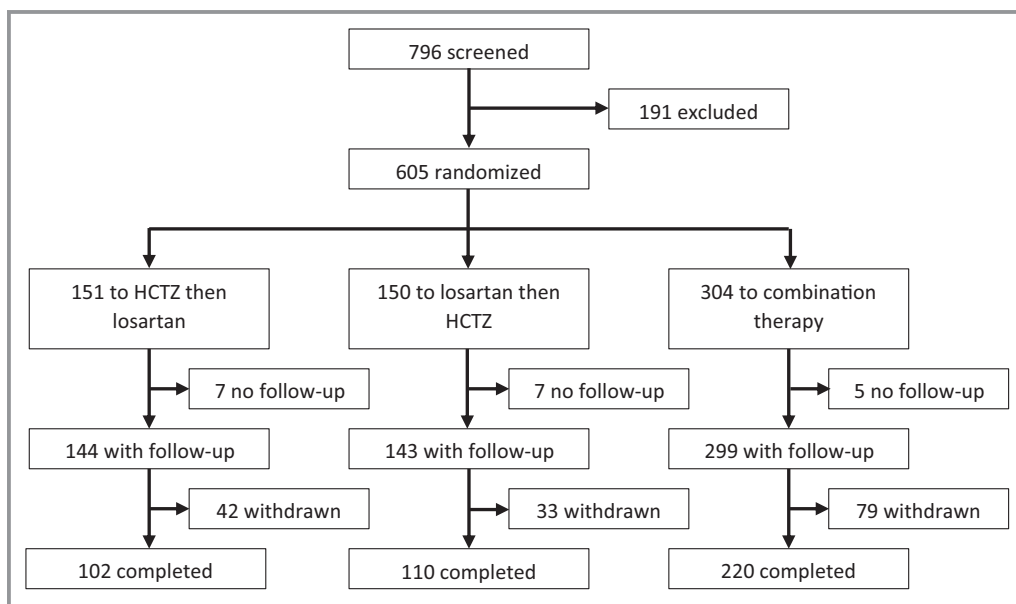 796 screened
191 excluded
605 randomized
151 to HCTZ then
losartan
150 to losartan then
HCTZ
304 to combination
therapy
7 no follow-up
7 no follow-up
5 no follow-up
144 with follow-up
143 with follow-up
299 with follow-up
42 withdrawn
33 withdrawn
79 withdrawn
102 completed
110 completed
220 completed